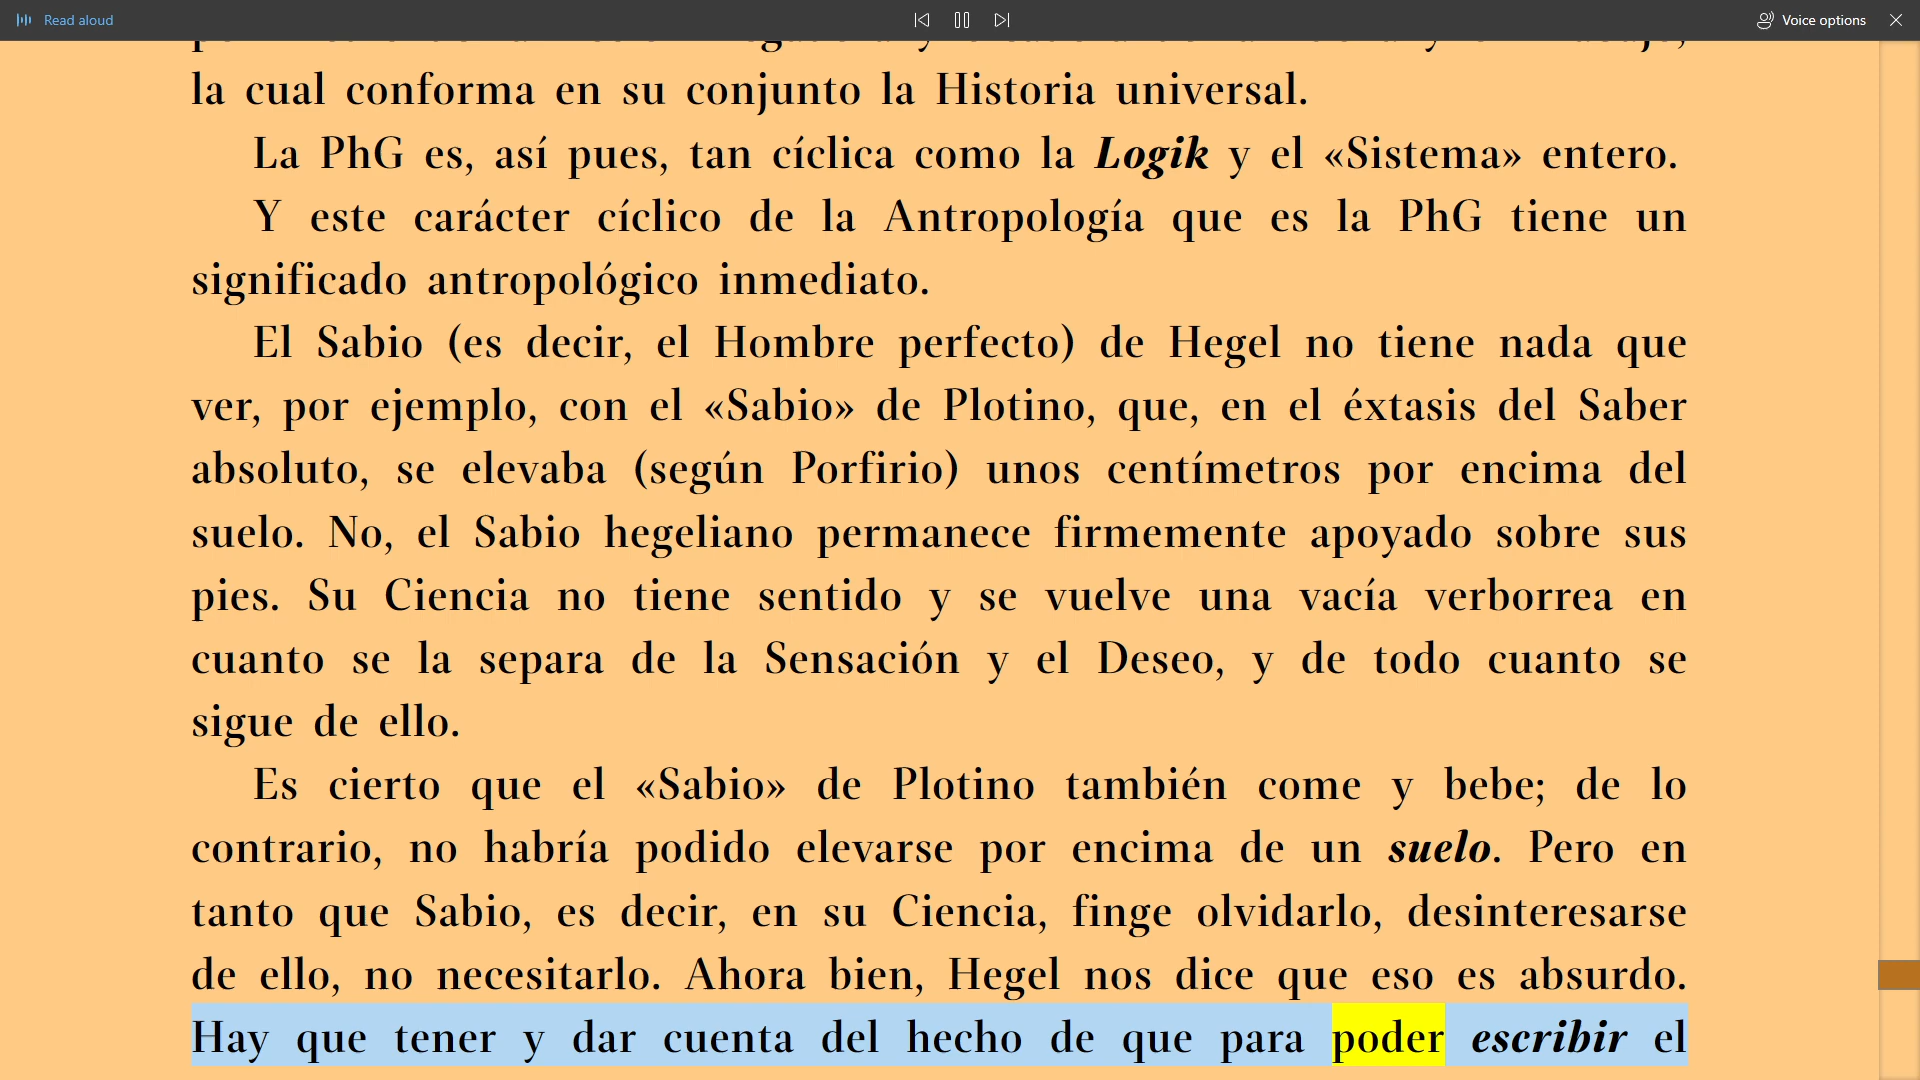 Read aloud
Voice options
la cual conforma en su conjunto la Historia universal.
La PhG es, así pues, tan cíclica como la Logik y el «Sistema» entero.
Y este carácter cíclico de la Antropología que es la PhG tiene un
significado antropológico inmediato.
El Sabio (es decir, el Hombre perfecto) de Hegel no tiene nada que
ver, por ejemplo, con el «Sabio» de Plotino, que, en el éxtasis del Saber
absoluto, se elevaba (según Porfirio) unos centímetros por encima del
suelo. No, el Sabio hegeliano permanece firmemente apoyado sobre sus
pies. Su Ciencia no tiene sentido y se vuelve una vacía verborrea en
cuanto se la separa de la Sensación y el Deseo, y de todo cuanto se
sigue de ello.
Es cierto que el «Sabio» de Plotino también come y bebe; de lo
contrario, no habría podido elevarse por encima de un suelo. Pero en
tanto que Sabio, es decir, en su Ciencia, finge olvidarlo, desinteresarse
de ello, no necesitarlo. Ahora bien, Hegel nos dice que eso es absurdo.
Hay que tener y dar cuenta del hecho de que para poder escribir el